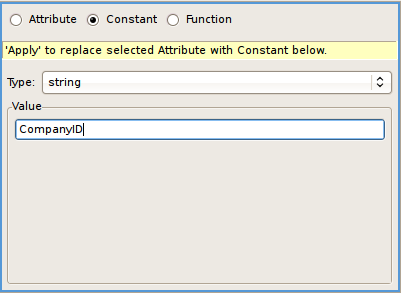 Attribute Constant Function
'Apply' to replace selected Attribute with Constant below.
Type: string
Value
CompanyID